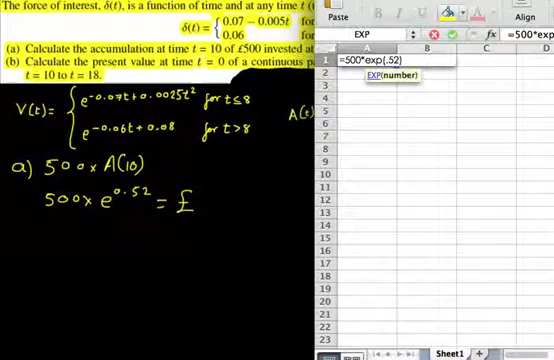 The force of interest, δ(t), is a function of time and at any time t
δ(t) = { 0.07 − 0.005t for
0.06 for
(a) Calculate the accumulation at time t = 10 of £500 invested at
(b) Calculate the present value at time t = 0 of a continuous pa
t = 10 to t = 18.
V(t) = { e^-0.07t+0.0025t² for t≤8
e^-0.06t+0.08 for t>8
A(t)
a) 500 × A(10)
500 × e^0.52 = £
Paste
B I U
Align
EXP
fx
=500*exp
A B C D
1 =500*exp(.52)
EXP(number)
2
3
4
5
6
7
8
9
10
11
12
13
14
15
16
17
18
19
20
21
22
23
Sheet1